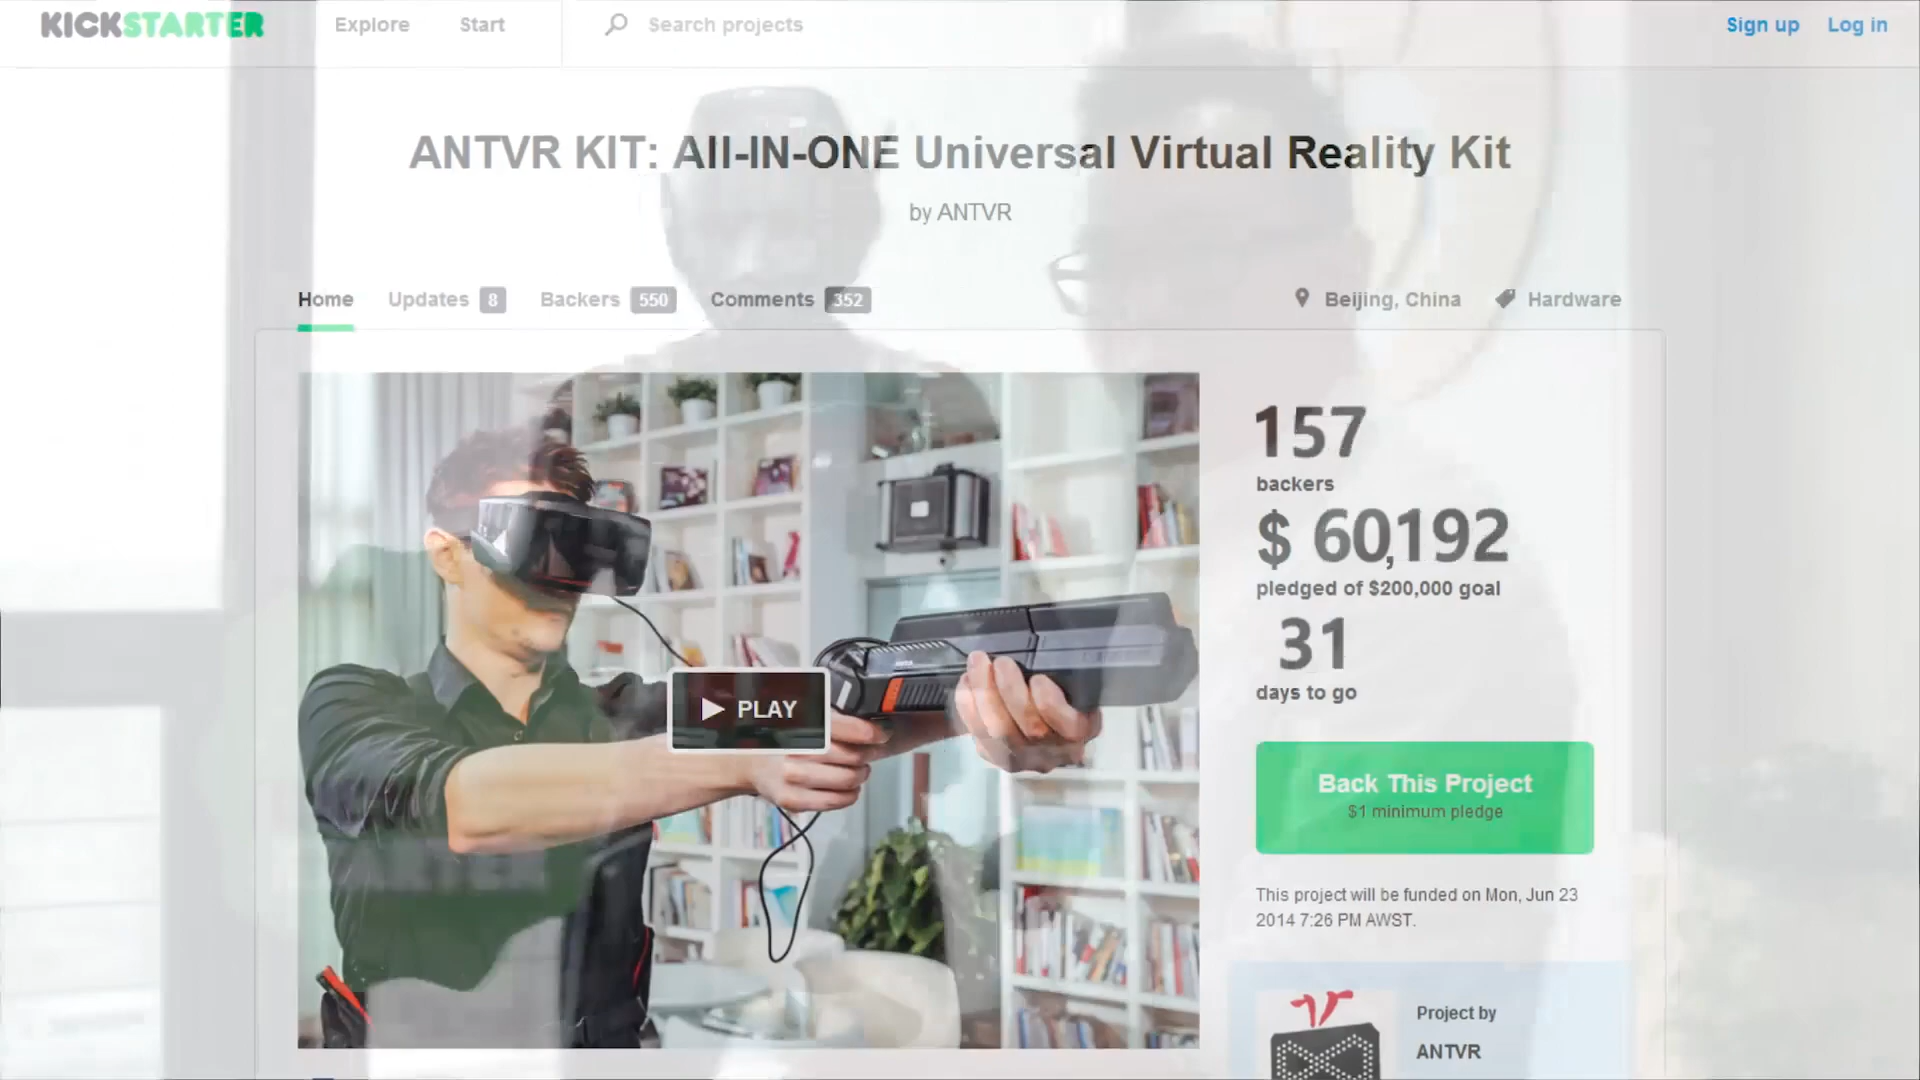 KICKSTARTER Explore Start Search projects Sign up Log in
ANTVR KIT: All-IN-ONE Universal Virtual Reality Kit
by ANTVR
Home Updates 8 Backers 550 Comments 352 Beijing, China Hardware
157
backers
$ 60,192
pledged of $200,000 goal
31
days to go
PLAY
Back This Project
$1 minimum pledge
This project will be funded on Mon, Jun 23
2014 7:26 PM AWST.
Project by
ANTVR